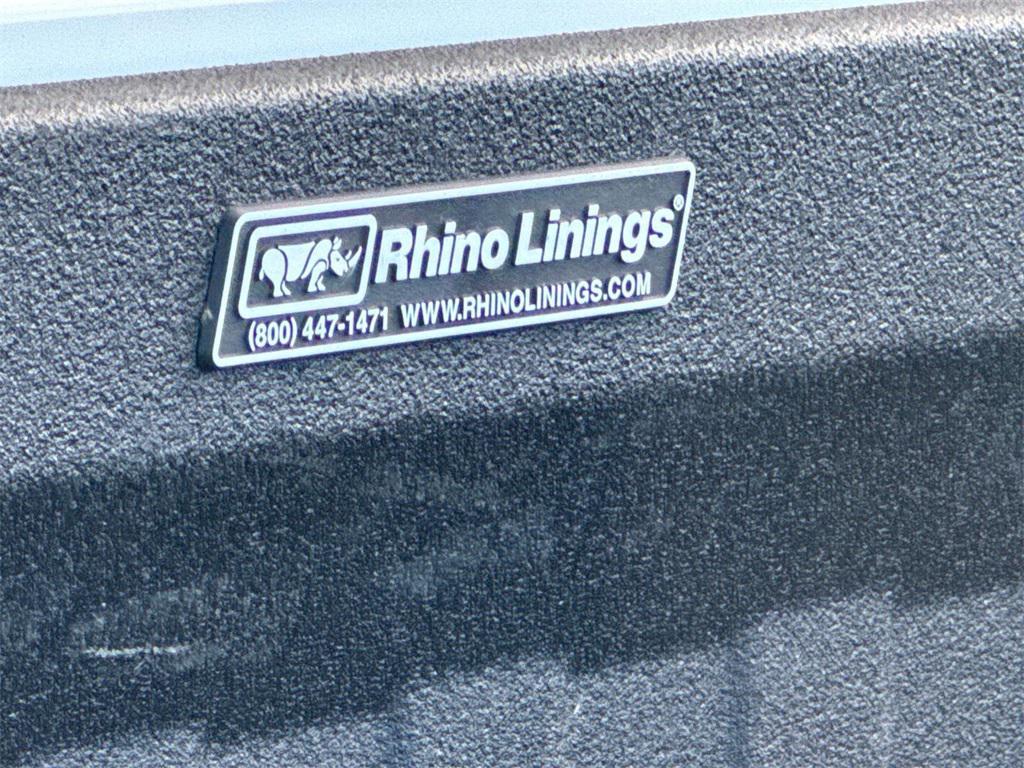 Rhino Linings®
(800) 447-1471 WWW.RHINOLININGS.COM